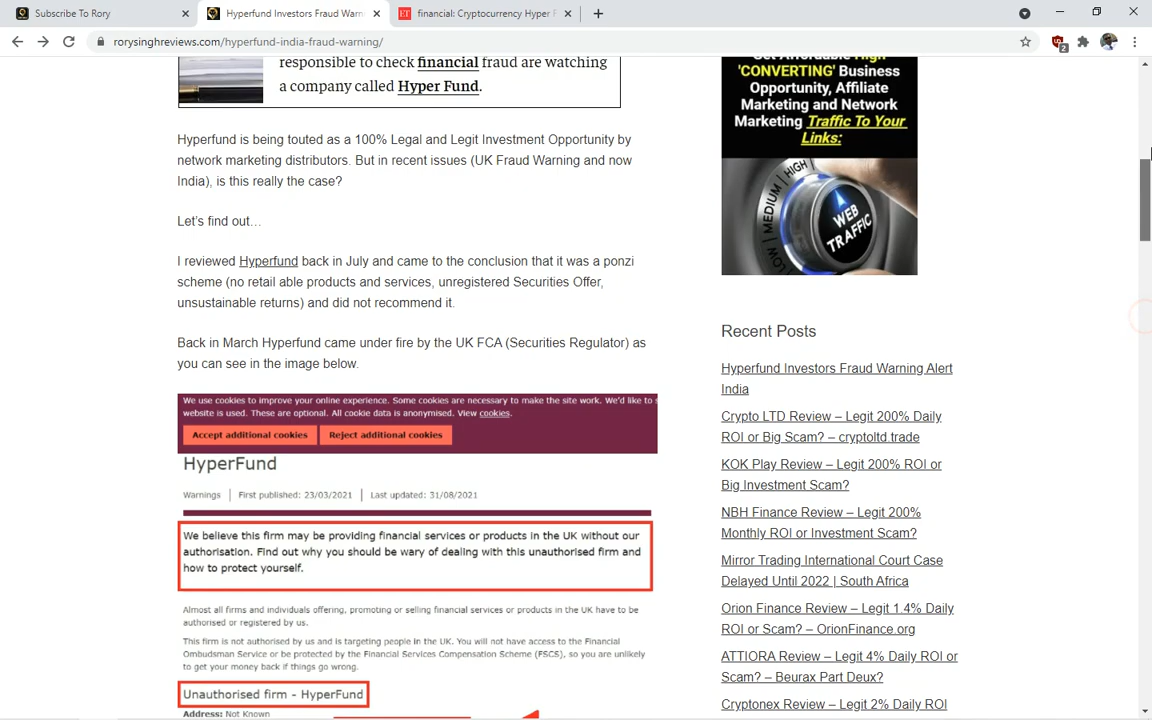 Subscribe To Rory
Hyperfund Investors Fraud Warn
financial: Cryptocurrency Hyper F
rorysinghreviews.com/hyperfund-india-fraud-warning/
2
responsible to check financial fraud are watching
a company called Hyper Fund.
Hyperfund is being touted as a 100% Legal and Legit Investment Opportunity by
network marketing distributors. But in recent issues (UK Fraud Warning and now
India), is this really the case?
Let's find out…
I reviewed Hyperfund back in July and came to the conclusion that it was a ponzi
scheme (no retail able products and services, unregistered Securities Offer,
unsustainable returns) and did not recommend it.
Back in March Hyperfund came under fire by the UK FCA (Securities Regulator) as
you can see in the image below.
We use cookies to improve your online experience. Some cookies are necessary to make the site work. We'd like to s
website is used. These are optional. All cookie data is anonymised. View cookies.
Accept additional cookies
Reject additional cookies
HyperFund
Warnings | First published: 23/03/2021 | Last updated: 31/08/2021
We believe this firm may be providing financial services or products in the UK without our
authorisation. Find out why you should be wary of dealing with this unauthorised firm and
how to protect yourself.
Almost all firms and individuals offering, promoting or selling financial services or products in the UK have to be
authorised or registered by us.
This firm is not authorised by us and is targeting people in the UK. You will not have access to the Financial
Ombudsman Service or be protected by the Financial Services Compensation Scheme (FSCS), so you are unlikely
to get your money back if things go wrong.
Unauthorised firm - HyperFund
Address: Not Known
Get Affordable High
'CONVERTING' Business
Opportunity, Affiliate
Marketing and Network
Marketing Traffic To Your
Links:
LOW
MEDIUM
HIGH
WEB
TRAFFIC
Recent Posts
Hyperfund Investors Fraud Warning Alert
India
Crypto LTD Review – Legit 200% Daily
ROI or Big Scam? – cryptoltd.trade
KOK Play Review – Legit 200% ROI or
Big Investment Scam?
NBH Finance Review – Legit 200%
Monthly ROI or Investment Scam?
Mirror Trading International Court Case
Delayed Until 2022 | South Africa
Orion Finance Review – Legit 1.4% Daily
ROI or Scam? – OrionFinance.org
ATTIORA Review – Legit 4% Daily ROI or
Scam? – Beurax Part Deux?
Cryptonex Review – Legit 2% Daily ROI